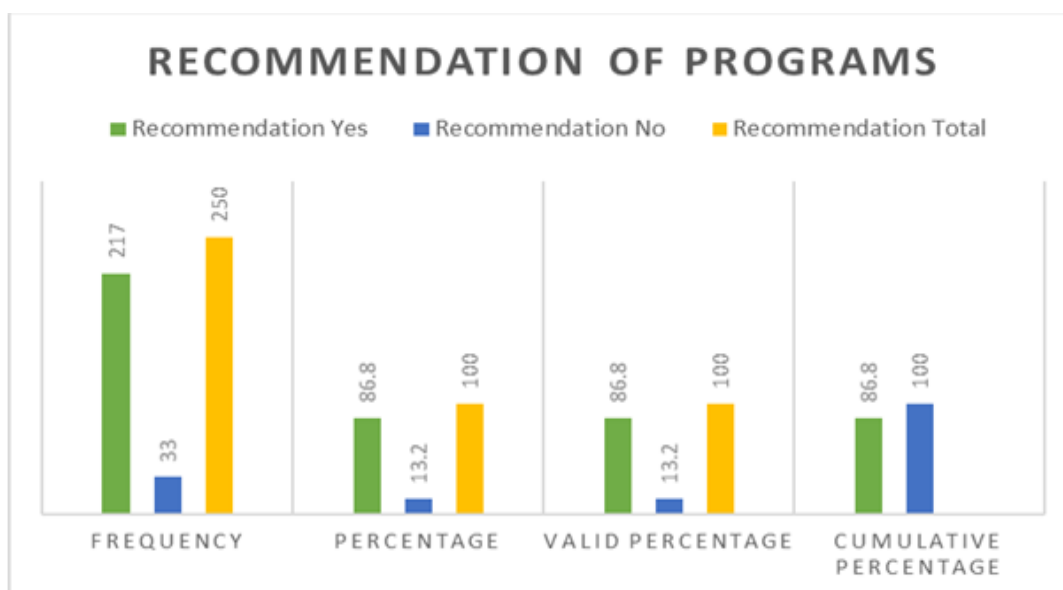 RECOMMENDATION OF PROGRAMS
Recommendation Yes Recommendation No Recommendation Total
217 33 250 86.8 13.2 100 86.8 13.2 100 86.8 100
FREQUENCY PERCENTAGE VALID PERCENTAGE CUMULATIVE
PERCENTAGE